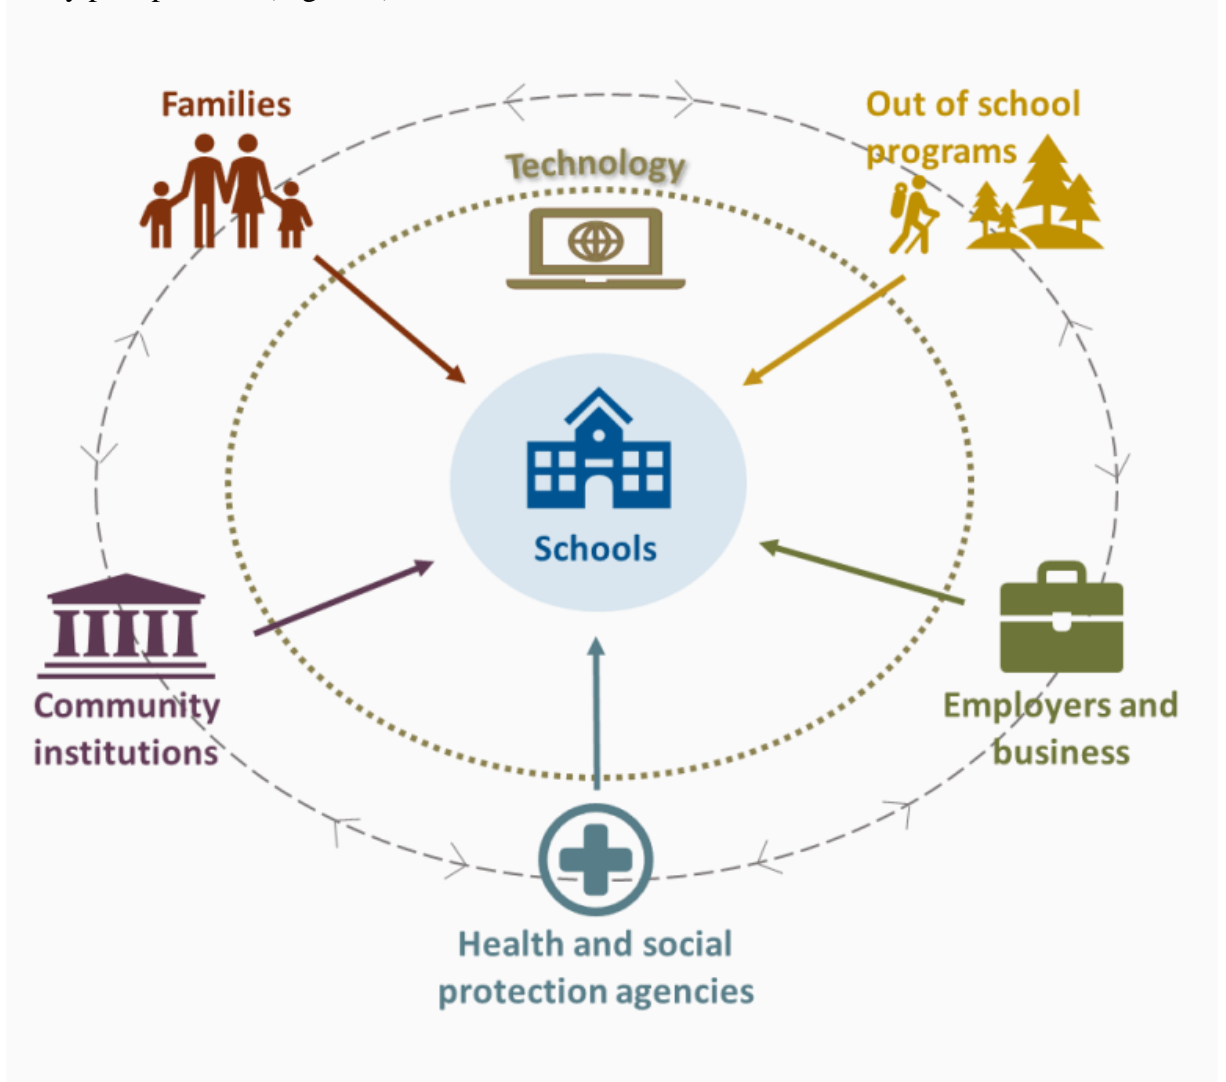 Families
Out of school
programs
Technology
Schools
Community
institutions
Employers and
business
Health and social
protection agencies